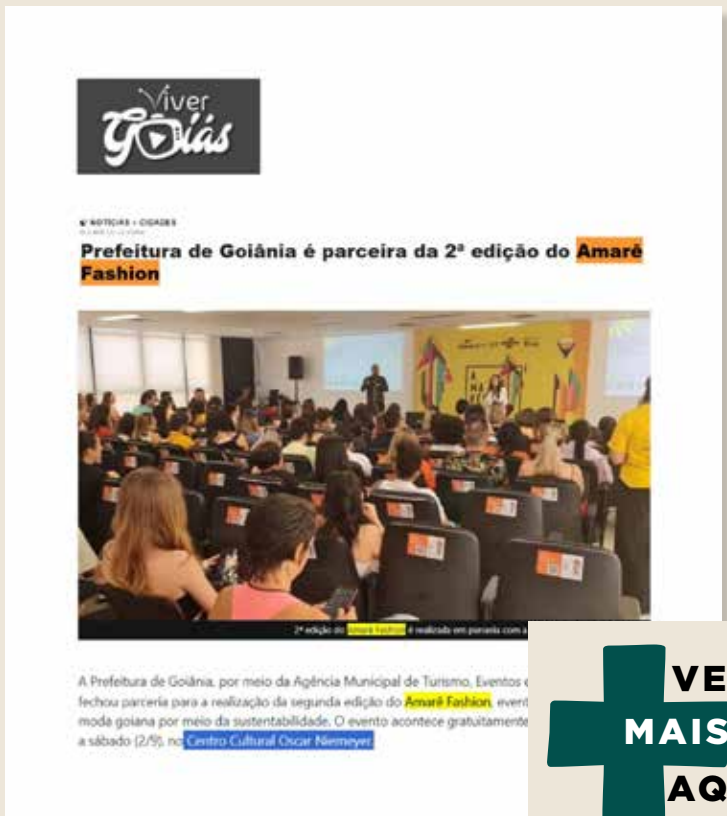 Viver
Goiás
NOTÍCIAS > CIDADES
Prefeitura de Goiânia é parceira da 2ª edição do Amarê
Fashion
2ª edição do Amarê Fashion é realizada em parceria com a
A Prefeitura de Goiânia, por meio da Agência Municipal de Turismo, Eventos e
fechou parceria para a realização da segunda edição do Amarê Fashion, event
moda goiana por meio da sustentabilidade. O evento acontece gratuitamente
a sábado (2/9), no Centro Cultural Oscar Niemeyer.
VE
MAIS
AQ